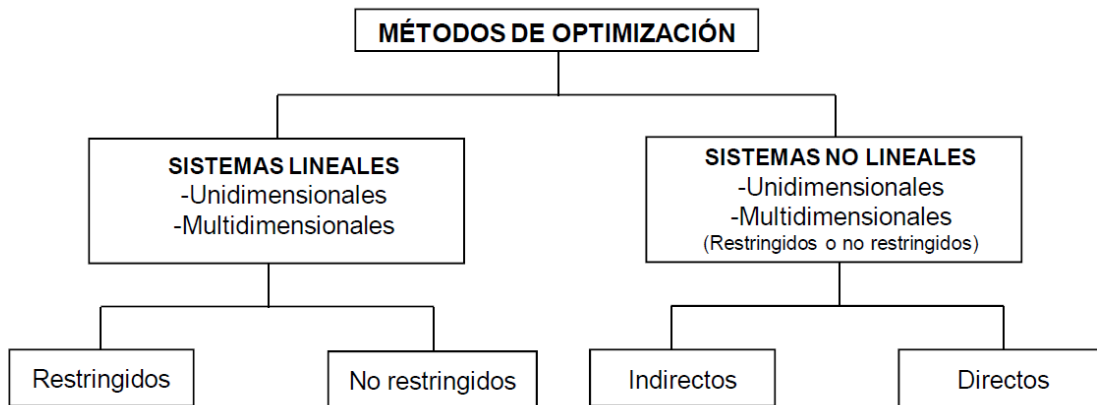 MÉTODOS DE OPTIMIZACIÓN
SISTEMAS LINEALES
-Unidimensionales
-Multidimensionales
SISTEMAS NO LINEALES
-Unidimensionales
-Multidimensionales
(Restringidos o no restringidos)
Restringidos
No restringidos
Indirectos
Directos